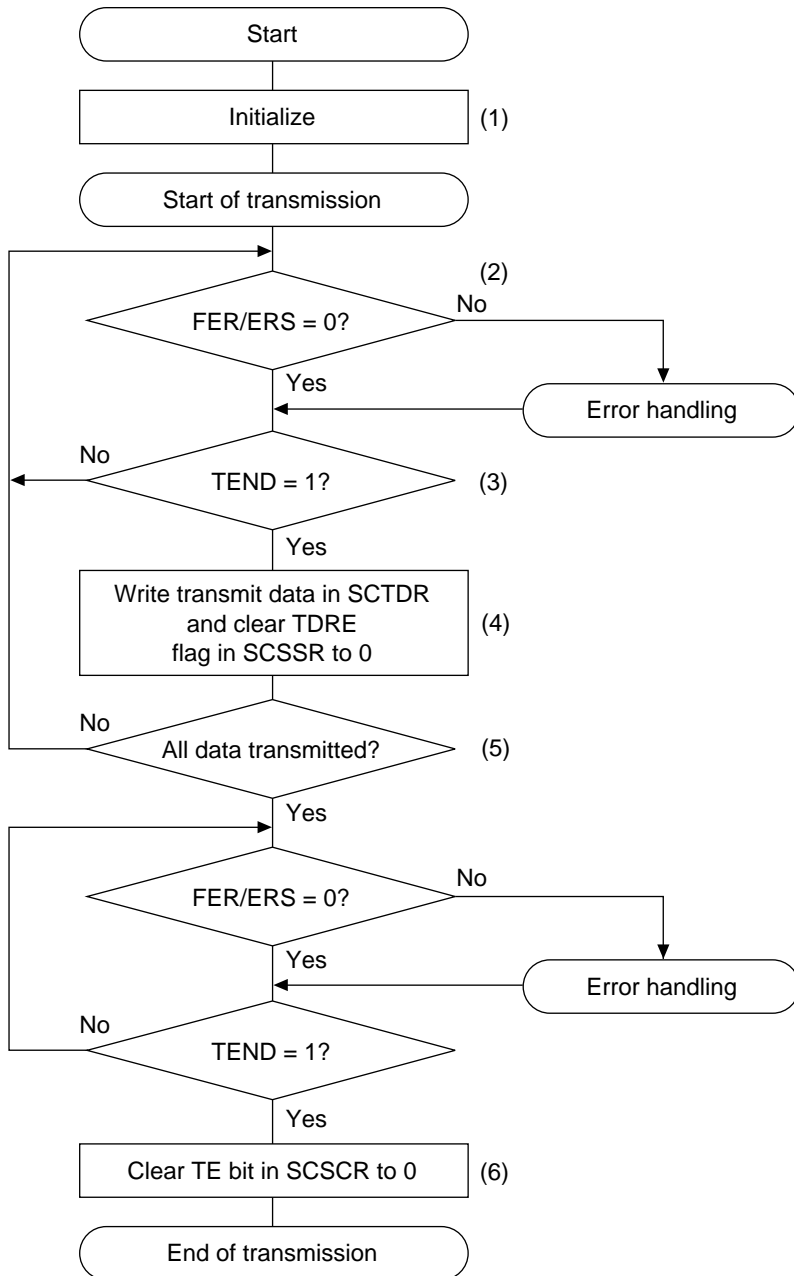 Start
Initialize
(1)
Start of transmission
(2)
FER/ERS = 0?
No
Yes
Error handling
No
TEND = 1?
(3)
Yes
Write transmit data in SCTDR
and clear TDRE
flag in SCSSR to 0
(4)
No
All data transmitted?
(5)
Yes
FER/ERS = 0?
No
Yes
Error handling
No
TEND = 1?
Yes
Clear TE bit in SCSCR to 0
(6)
End of transmission